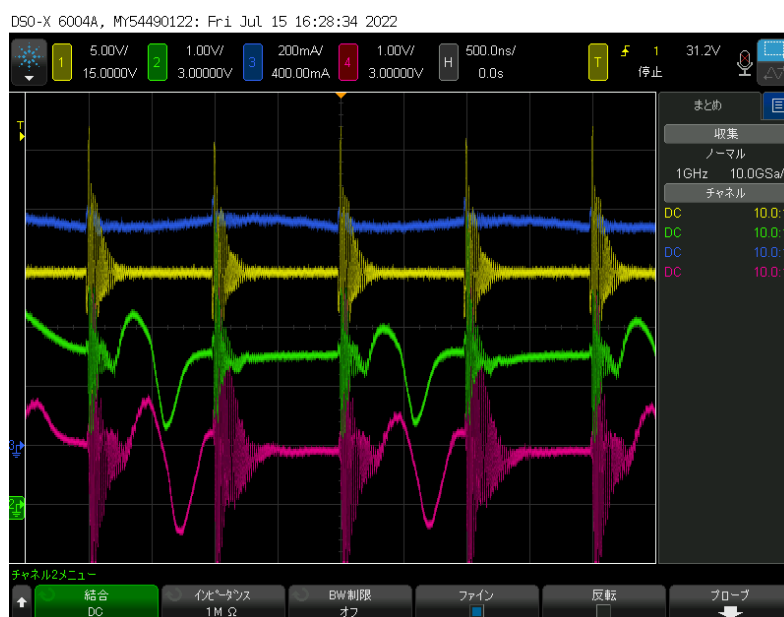 DSO-X 6004A, MY54490122: Fri Jul 15 16:28:34 2022
1 5.00V/ 2 1.00V/ 3 200mA/ 4 1.00V/ H 500.0ns/ T 1 31.2V
15.0000V 3.00000V 400.00mA 3.00000V 0.0s 停止
まとめ
収集
ノーマル
1GHz 10.0GSa/
チャネル
DC 10.0:
DC 10.0:
DC 10.0:
DC 10.0:
T
3
2
チャネル2メニュー
結合 インピーダンス BW制限 ファイン 反転 プローブ
DC 1M Ω オフ